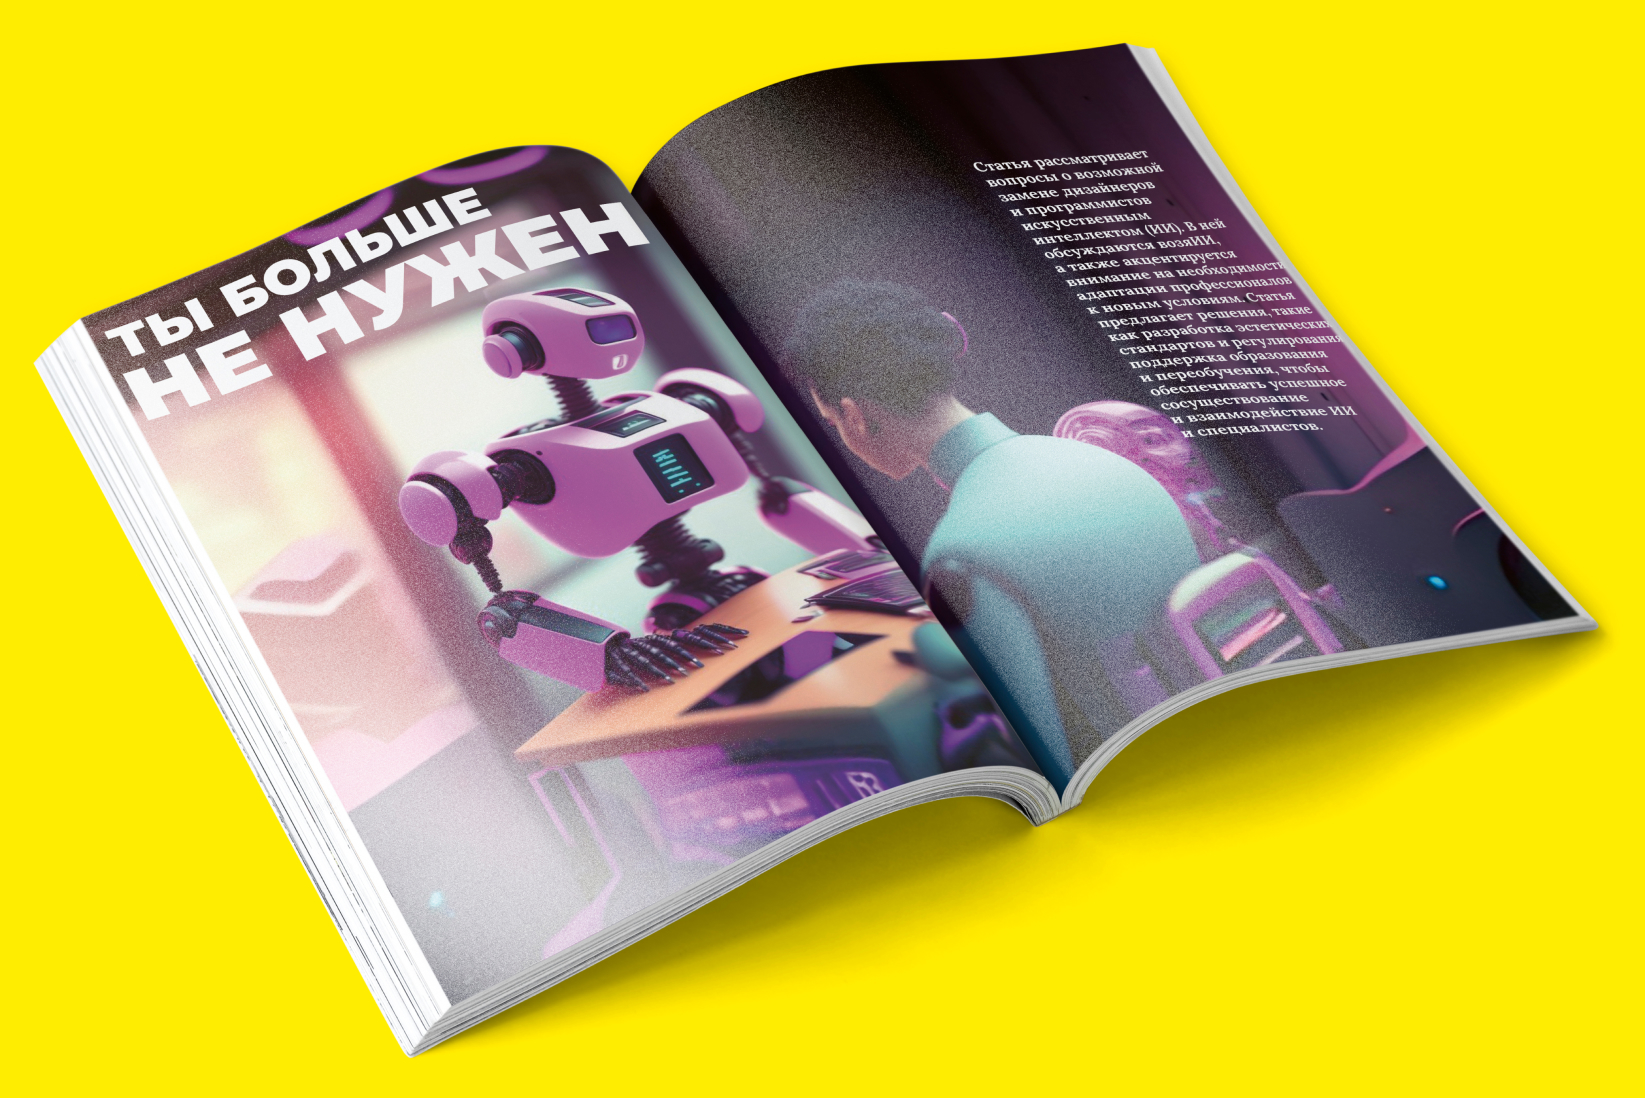 ТЫ БОЛЬШЕ
НЕ НУЖЕН
Статья рассматривает
вопросы о возможной
замене дизайнеров
и программистов
искусственным
интеллектом (ИИ). В ней
обсуждаются возяИИ,
а также акцентируется
внимание на необходимости
адаптации профессионалов
к новым условиям. Статья
предлагает решения, такие
как разработка эстетических
стандартов и регулирования
поддержка образования
и переобучения, чтобы
обеспечивать успешное
сосуществование
и взаимодействие ИИ
и специалистов.